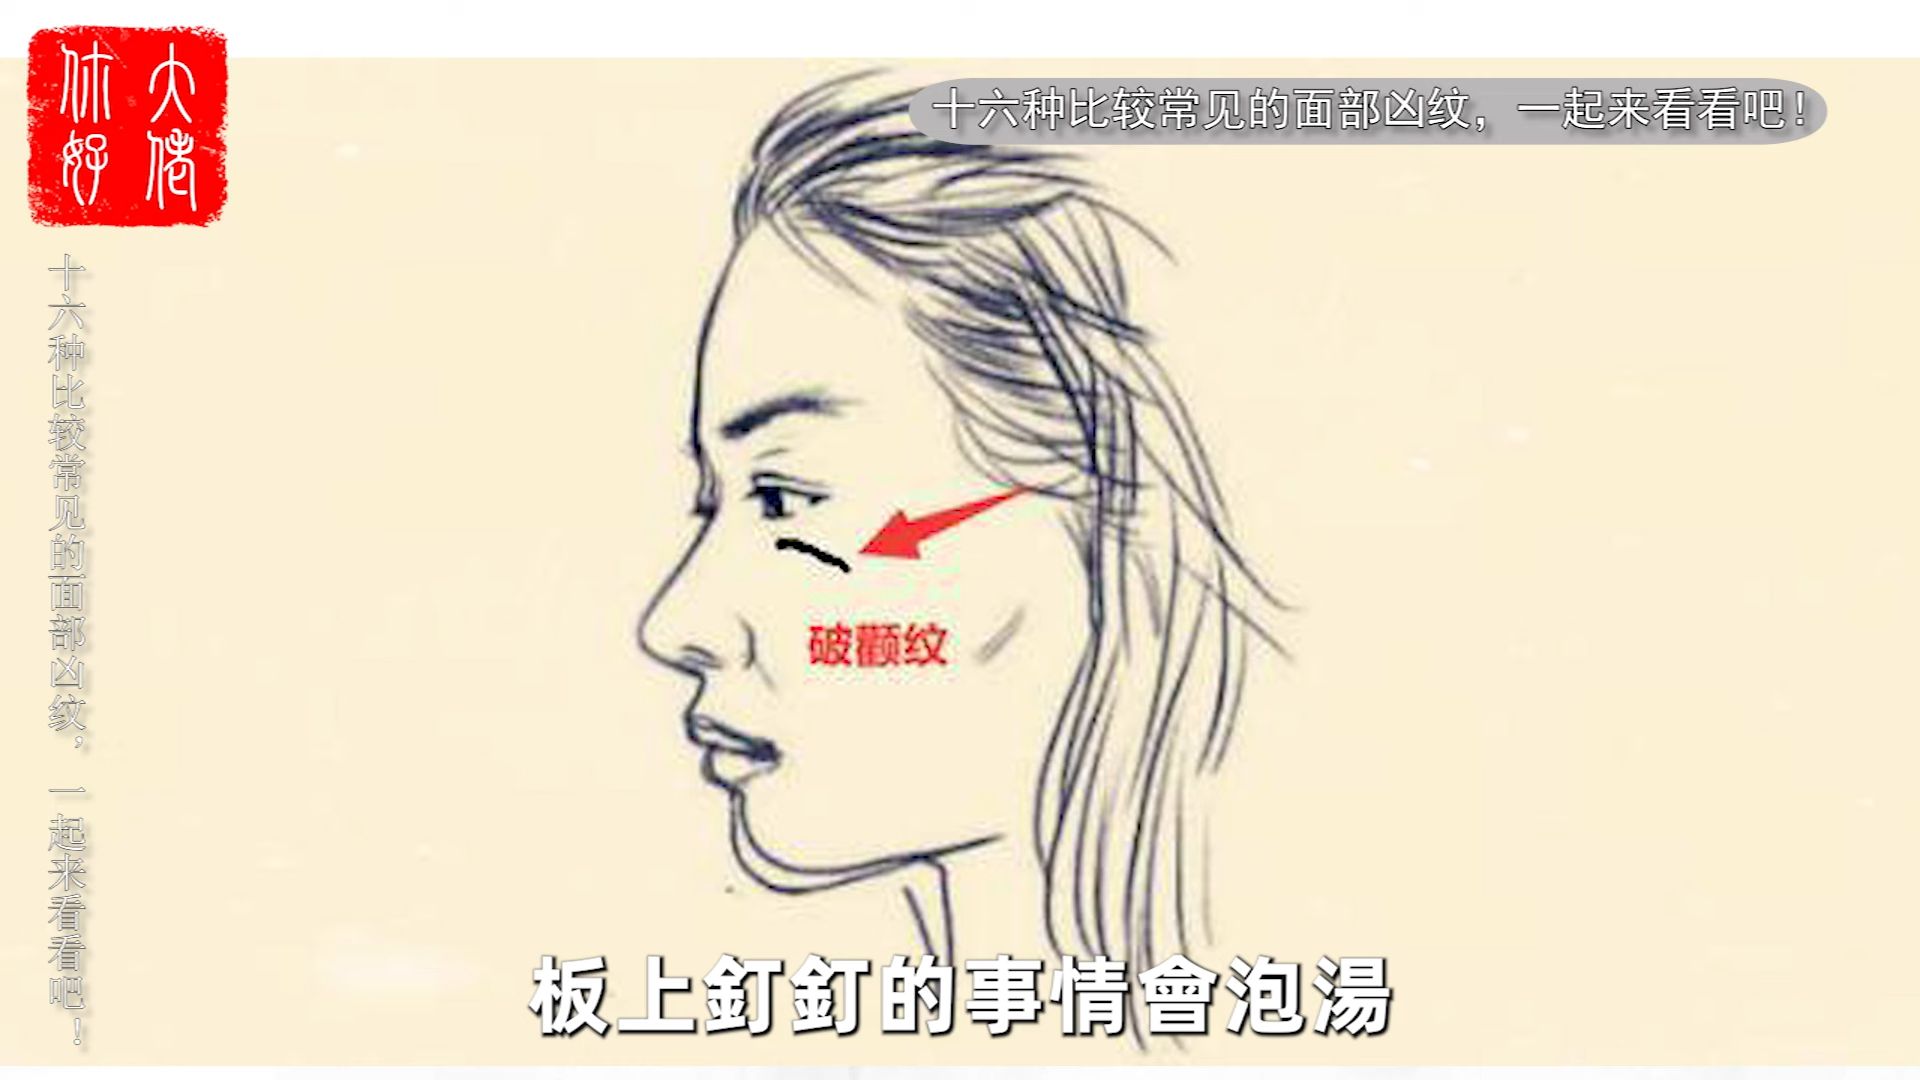 大佬
休好
十六种比较常见的面部凶纹，一起来看看吧！
十六种比较常见的面部凶纹，一起来看看吧！
破颧纹
板上釘釘的事情會泡湯